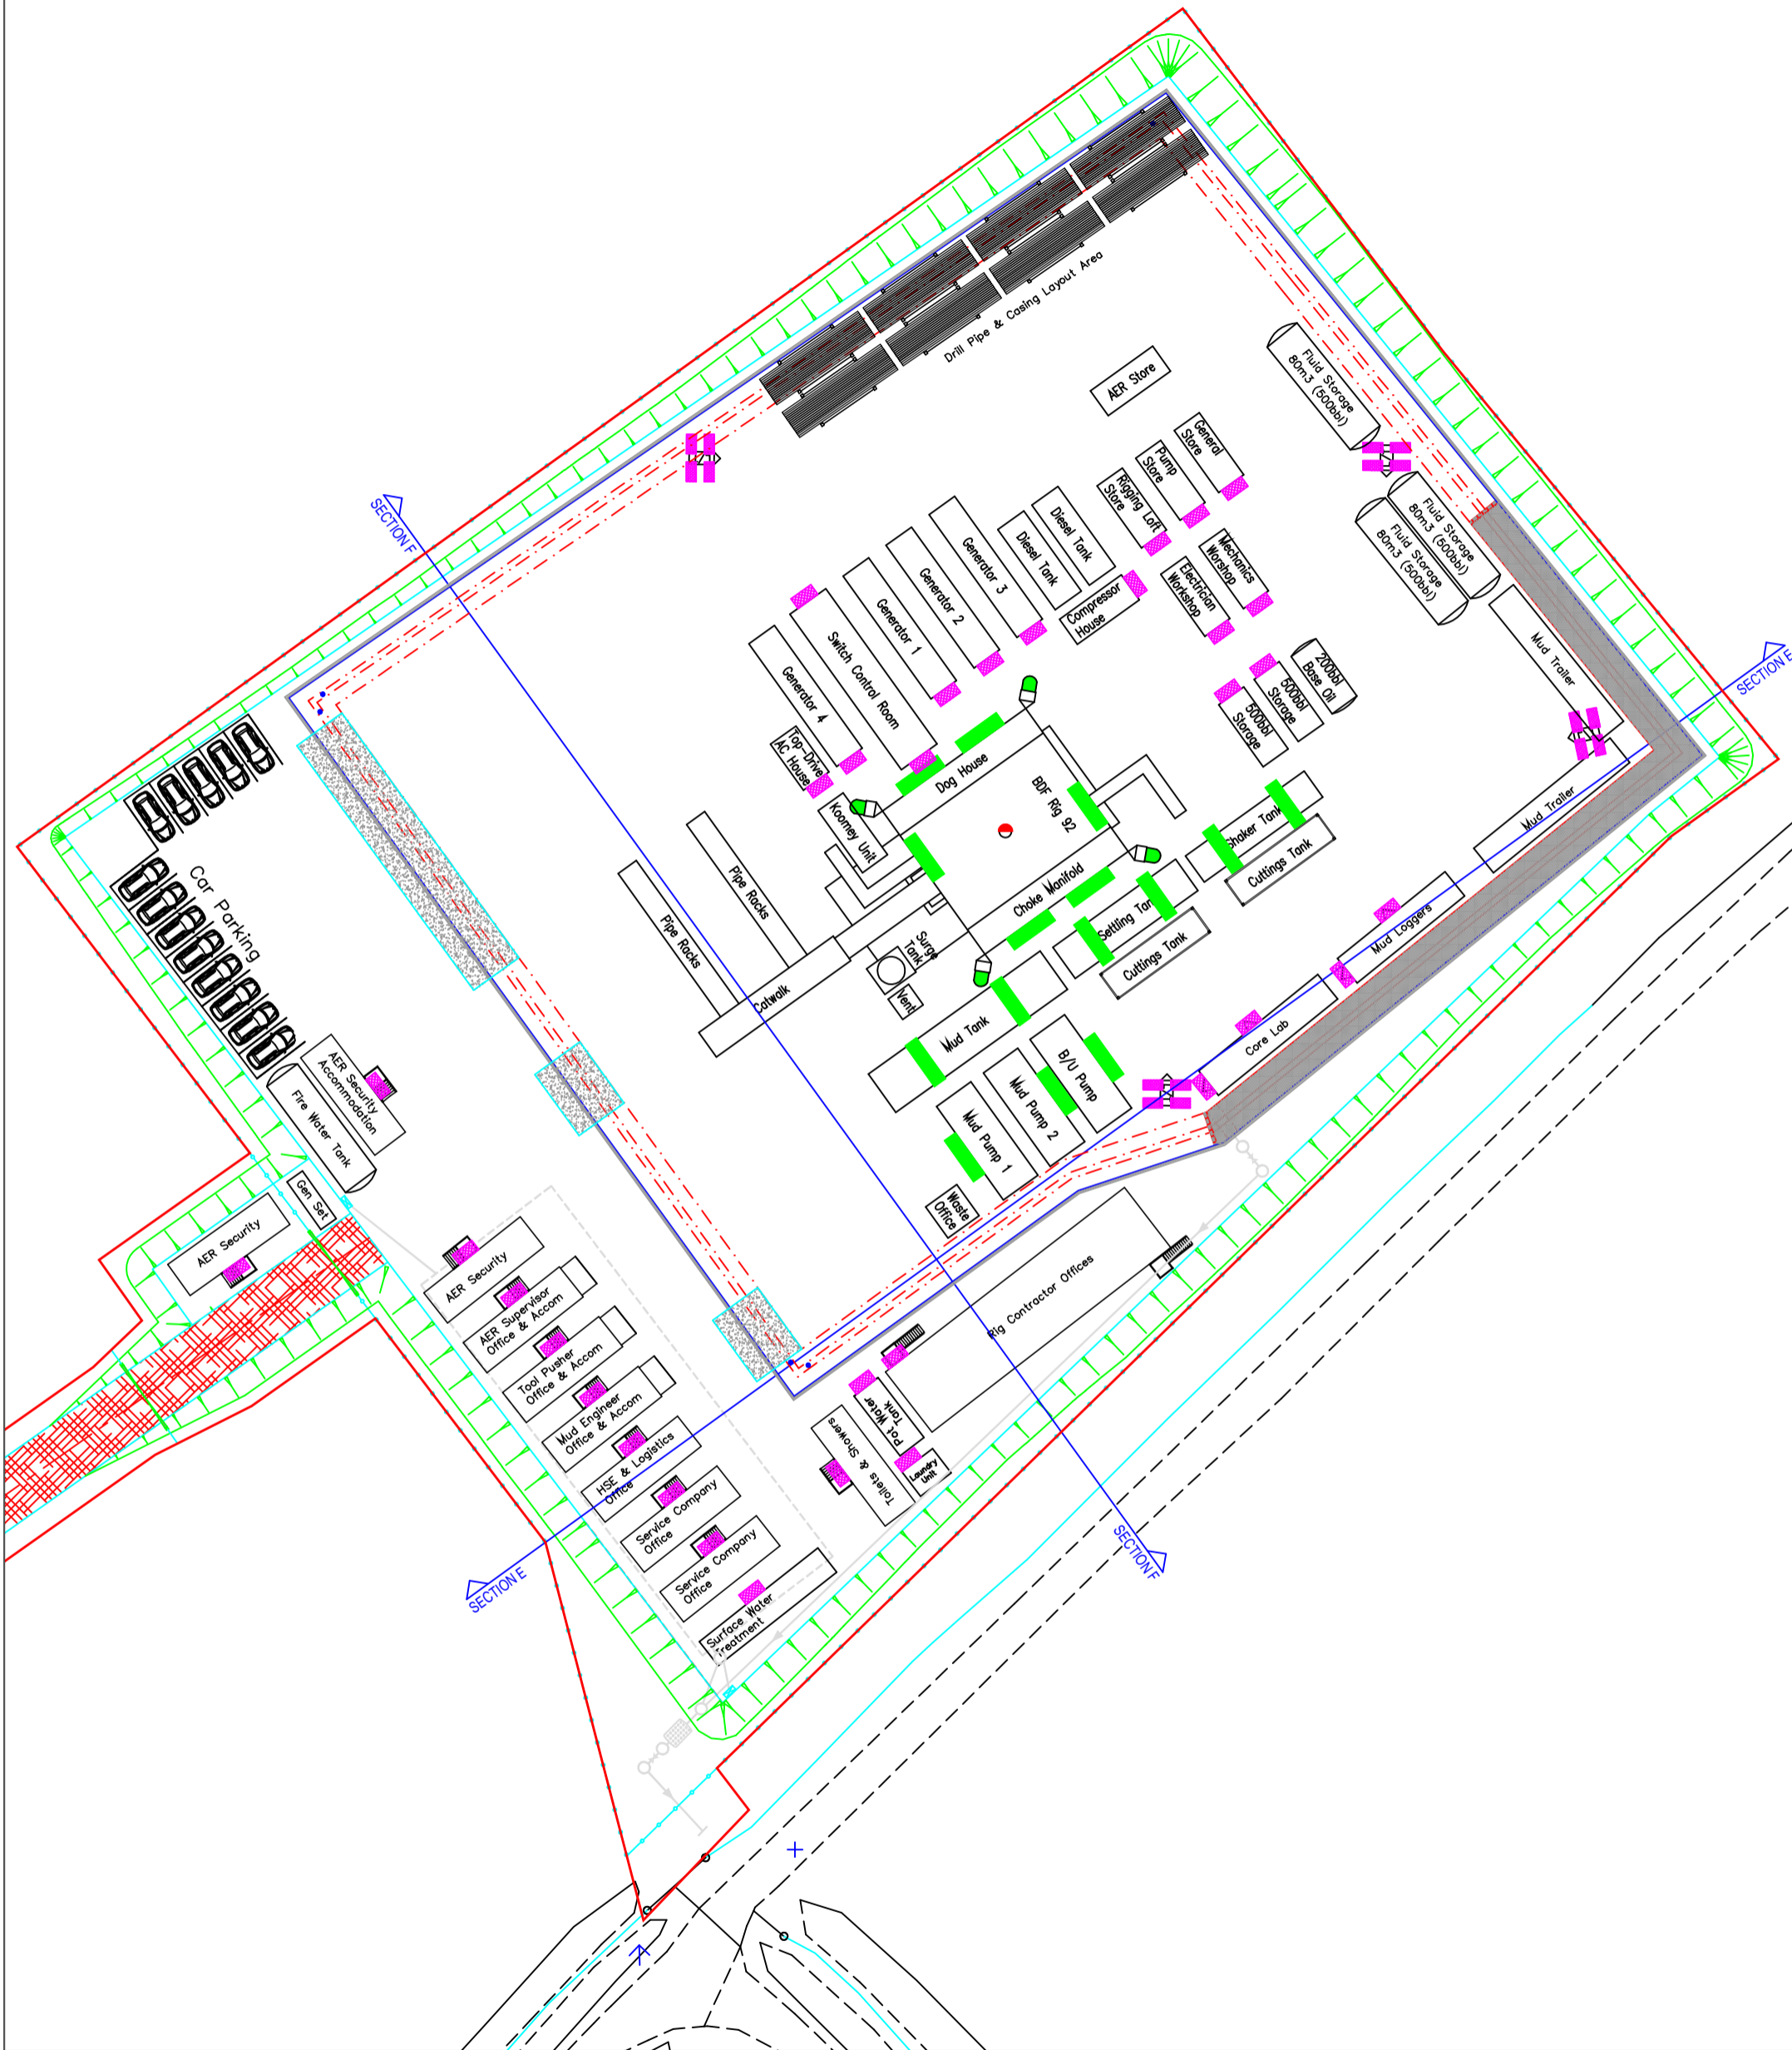 Drill Pipe & Casing Layout Area
AER Store
Fluid Storage
80m3 (500bbl)
General
Store
Pump
Store
Rigging Loft
Store
Fluid Storage
80m3 (500bbl)
Fluid Storage
80m3 (500bbl)
SECTION F
Diesel Tank
Diesel Tank
Generator 3
Generator 2
Generator 1
Switch Control Room
Generator 4
Compressor
House
Mechanics
Worshop
Electrician
Workshop
Mud Trailer
SECTION E
200bbl
Base Oil
500bbl
Storage
500bbl
Storage
Top-Drive
AC House
Dog House
BDF Rig 92
Koomey Unit
Mud Trailer
Shaker Tank
Cuttings Tank
Car Parking
Pipe Racks
Pipe Racks
Choke Manifold
Surge
Tank
Settling Tank
Cuttings Tank
Mud Loggers
Catwalk
Vent
Mud Tank
Core Lab
B/U Pump
Mud Pump 2
Mud Pump 1
AER Security
Accommodation
Fire Water Tank
Gen Set
AER Security
Waste
Office
AER Security
AER Supervisor
Office & Accom
Tool Pusher
Office & Accom
Mud Engineer
Office & Accom
HSE & Logistics
Office
Service Company
Office
Service Company
Office
Surface Water
Treatment
Rig Contractor Offices
Pot Water
Tank
Toilets & Showers
Laundry
Unit
SECTION E
SECTION F